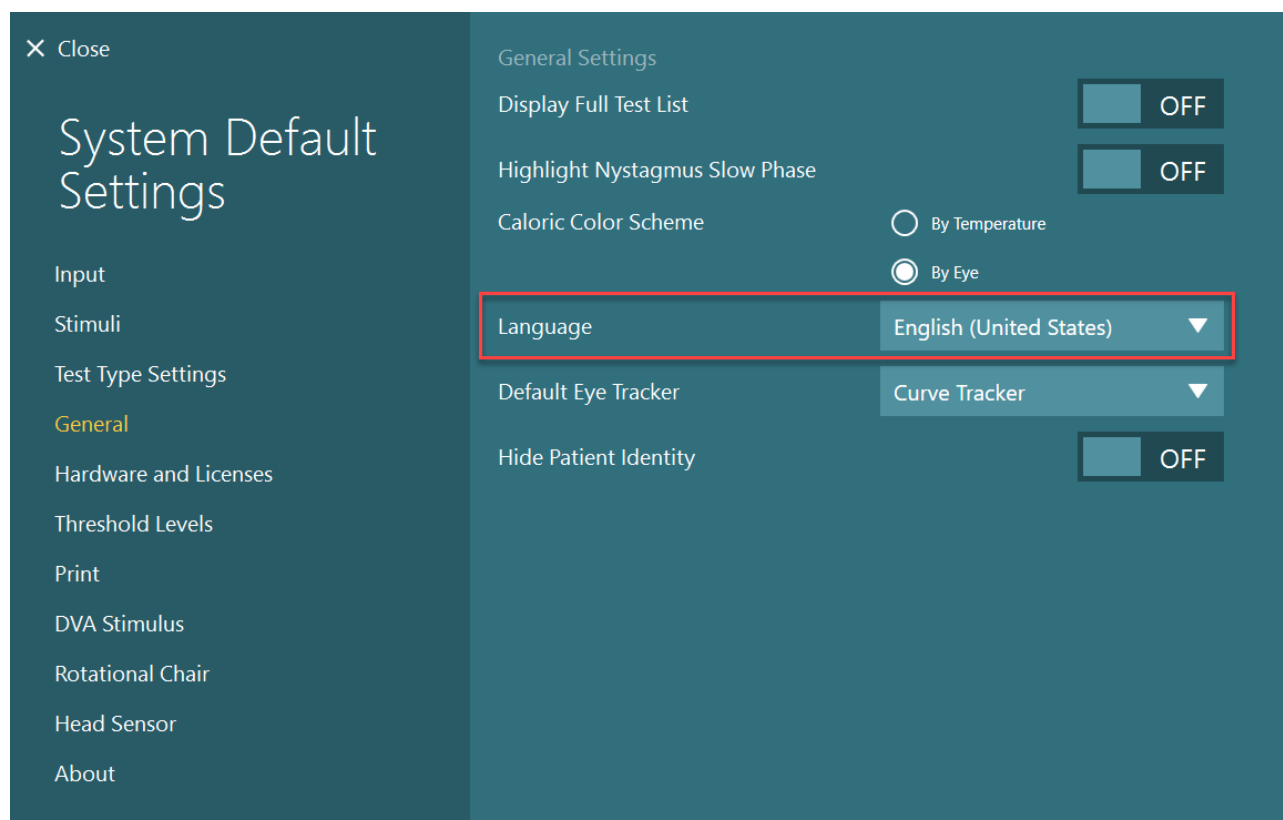 Close
System Default
Settings
Input
Stimuli
Test Type Settings
General
Hardware and Licenses
Threshold Levels
Print
DVA Stimulus
Rotational Chair
Head Sensor
About
General Settings
Display Full Test List OFF
Highlight Nystagmus Slow Phase OFF
Caloric Color Scheme By Temperature
By Eye
Language English (United States)
Default Eye Tracker Curve Tracker
Hide Patient Identity OFF